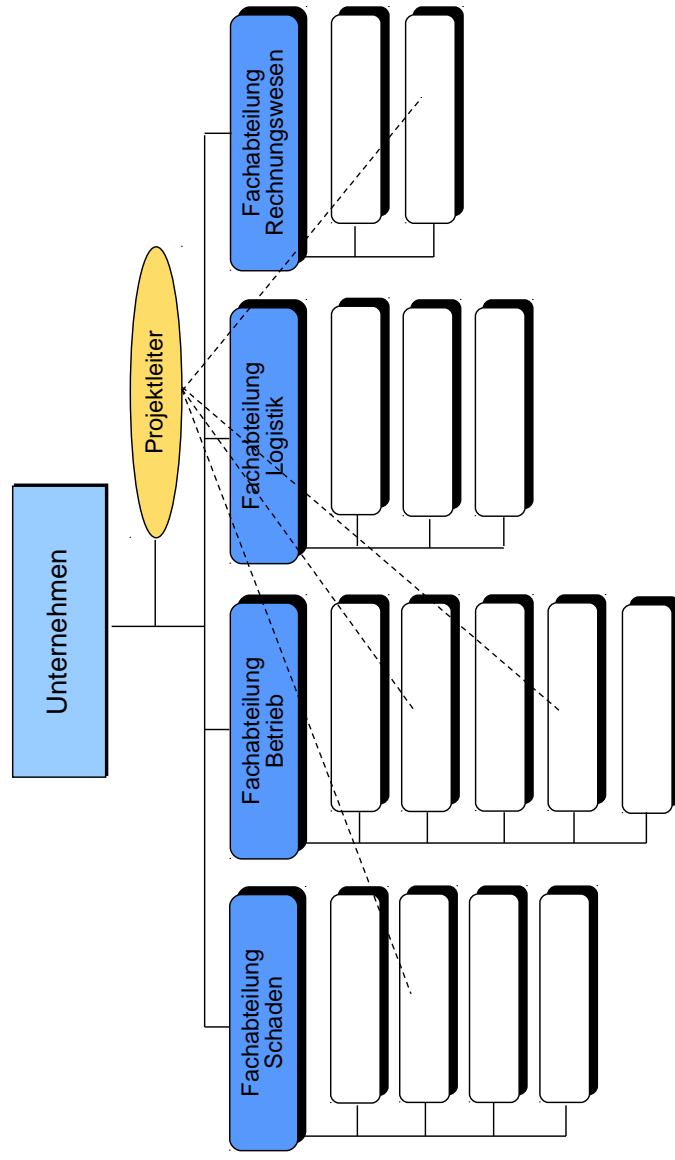 Unternehmen
Projektleiter
Fachabteilung
Schaden
Fachabteilung
Betrieb
Fachabteilung
Logistik
Fachabteilung
Rechnungswesen